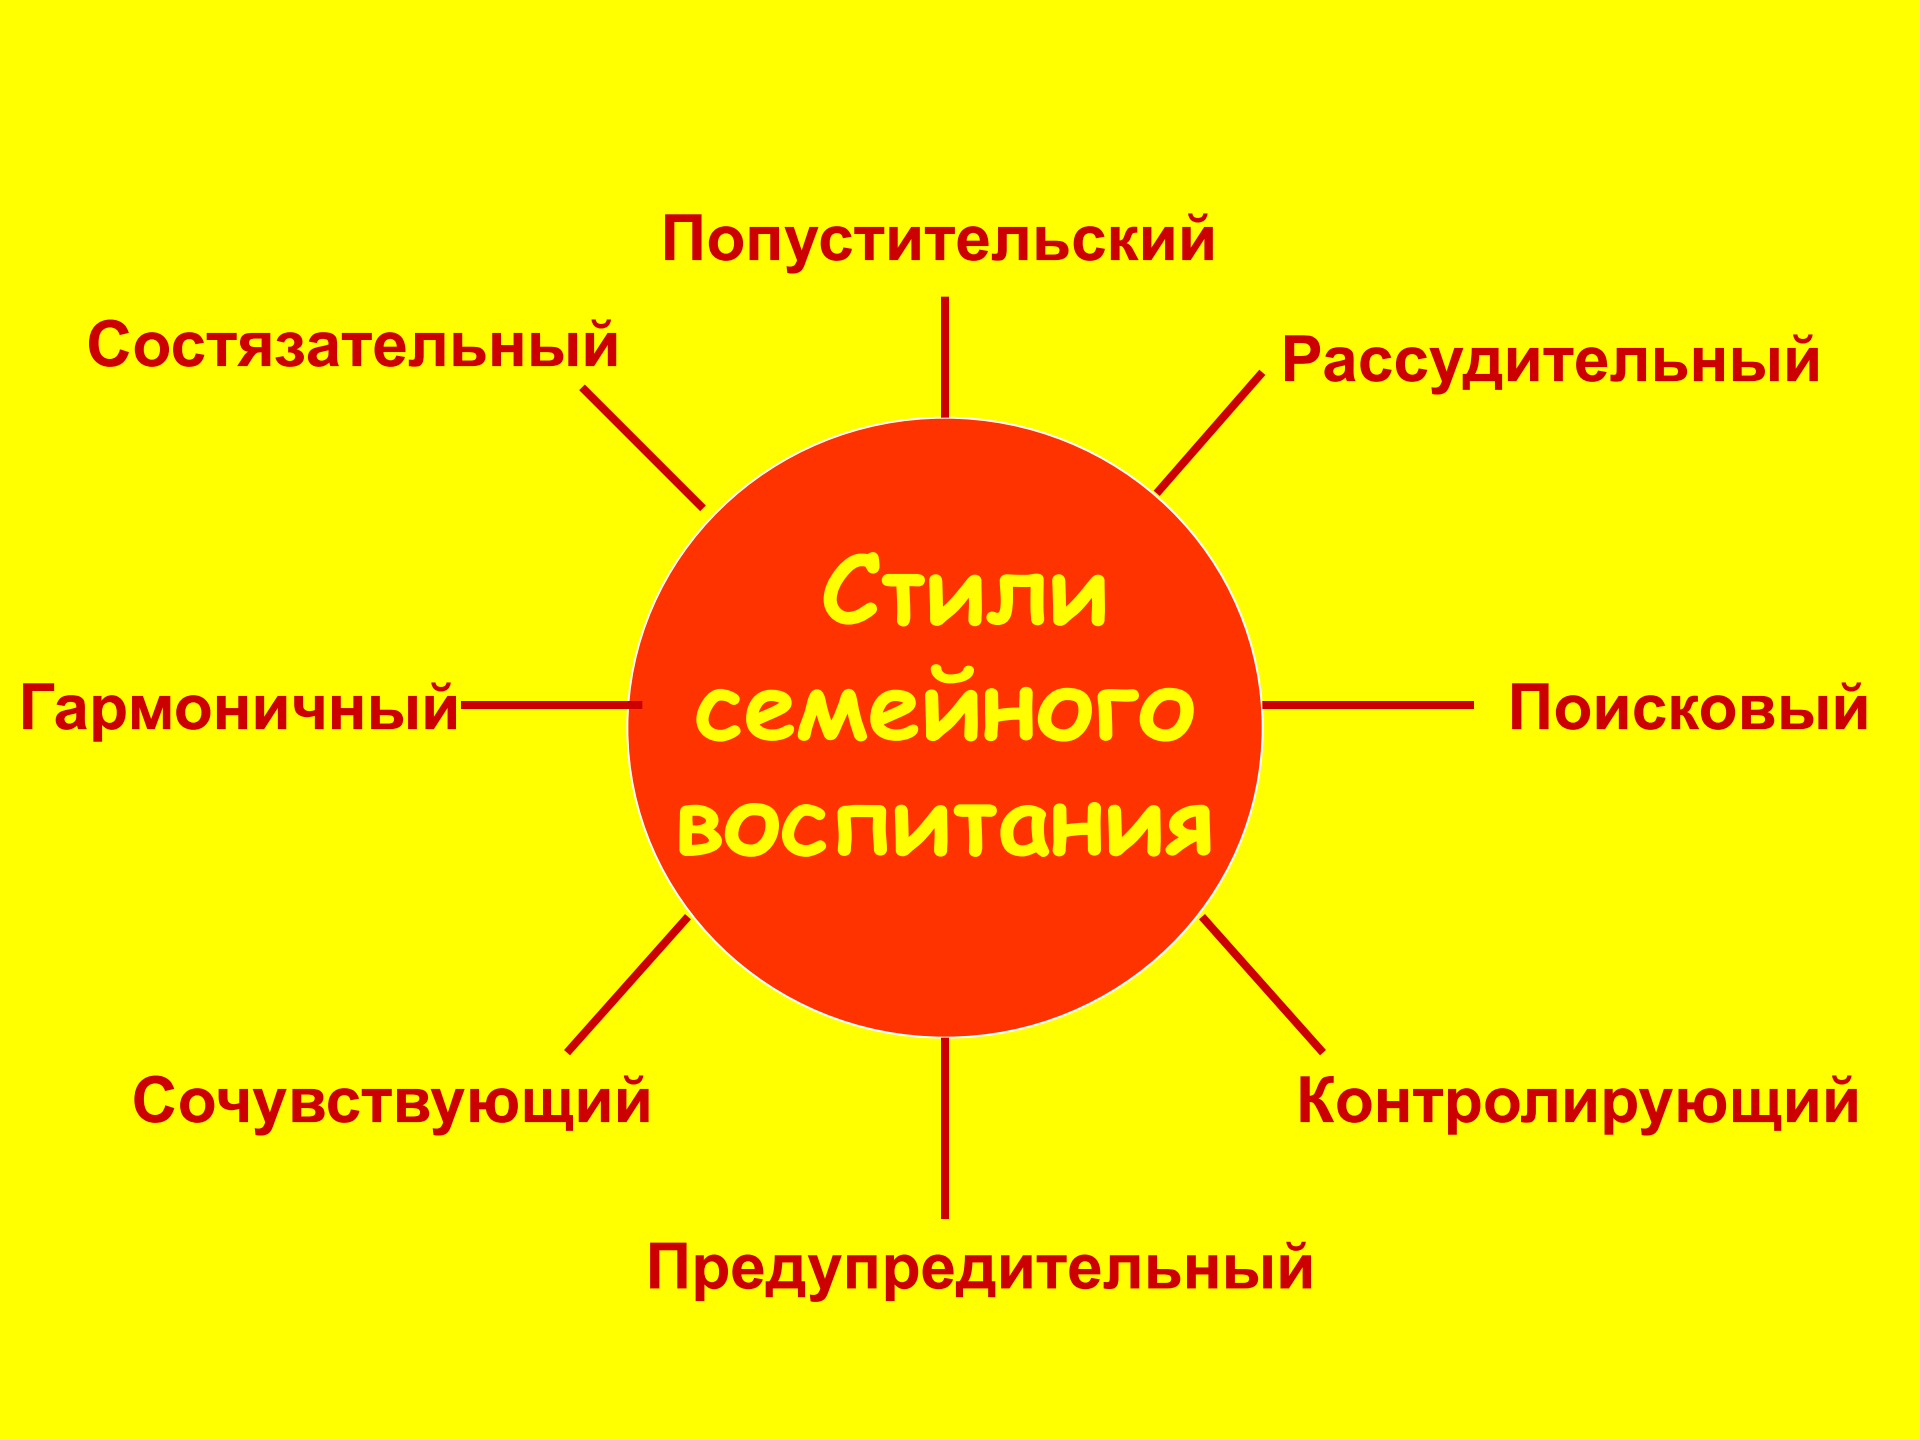 Попустительский
Состязательный
Рассудительный
Стили
семейного
воспитания
Гармоничный
Поисковый
Сочувствующий
Контролирующий
Предупредительный